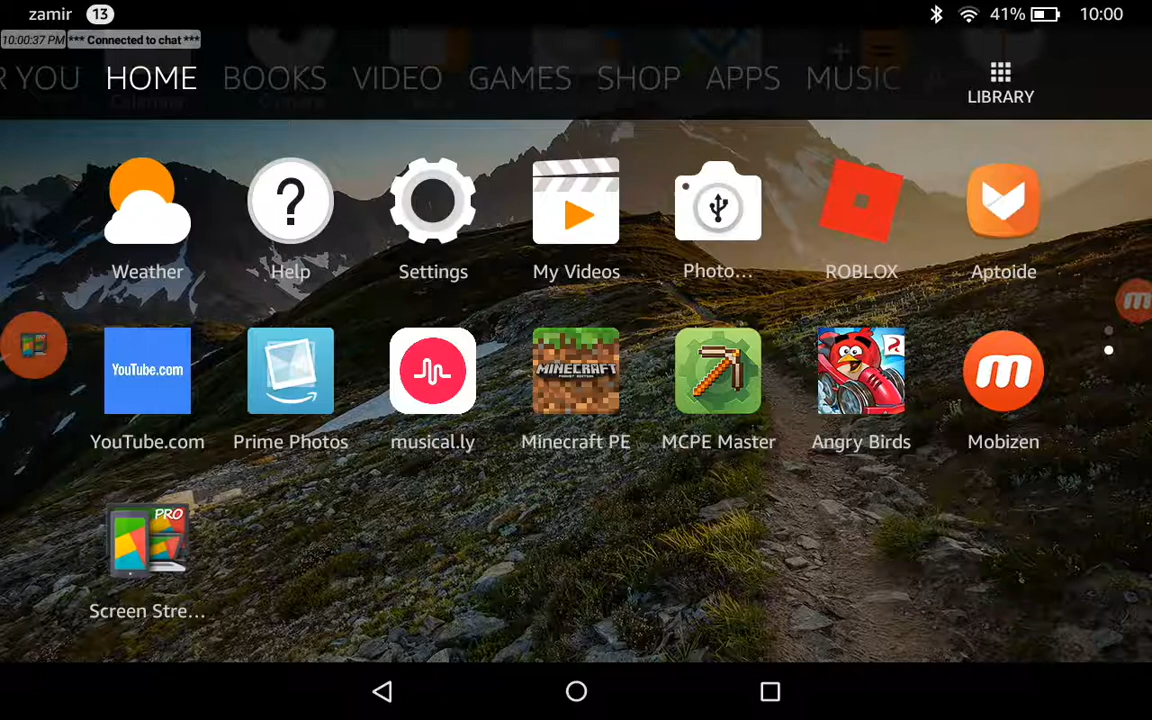 zamir 13 41% 10:00
10:00:37 PM *** Connected to chat ***
R YOU HOME BOOKS VIDEO GAMES SHOP APPS MUSIC LIBRARY
Weather Help Settings My Videos Photo... ROBLOX Aptoide
YouTube.com
MINECRAFT
YouTube.com Prime Photos musical.ly Minecraft PE MCPE Master Angry Birds Mobizen
PRO
Screen Stre...